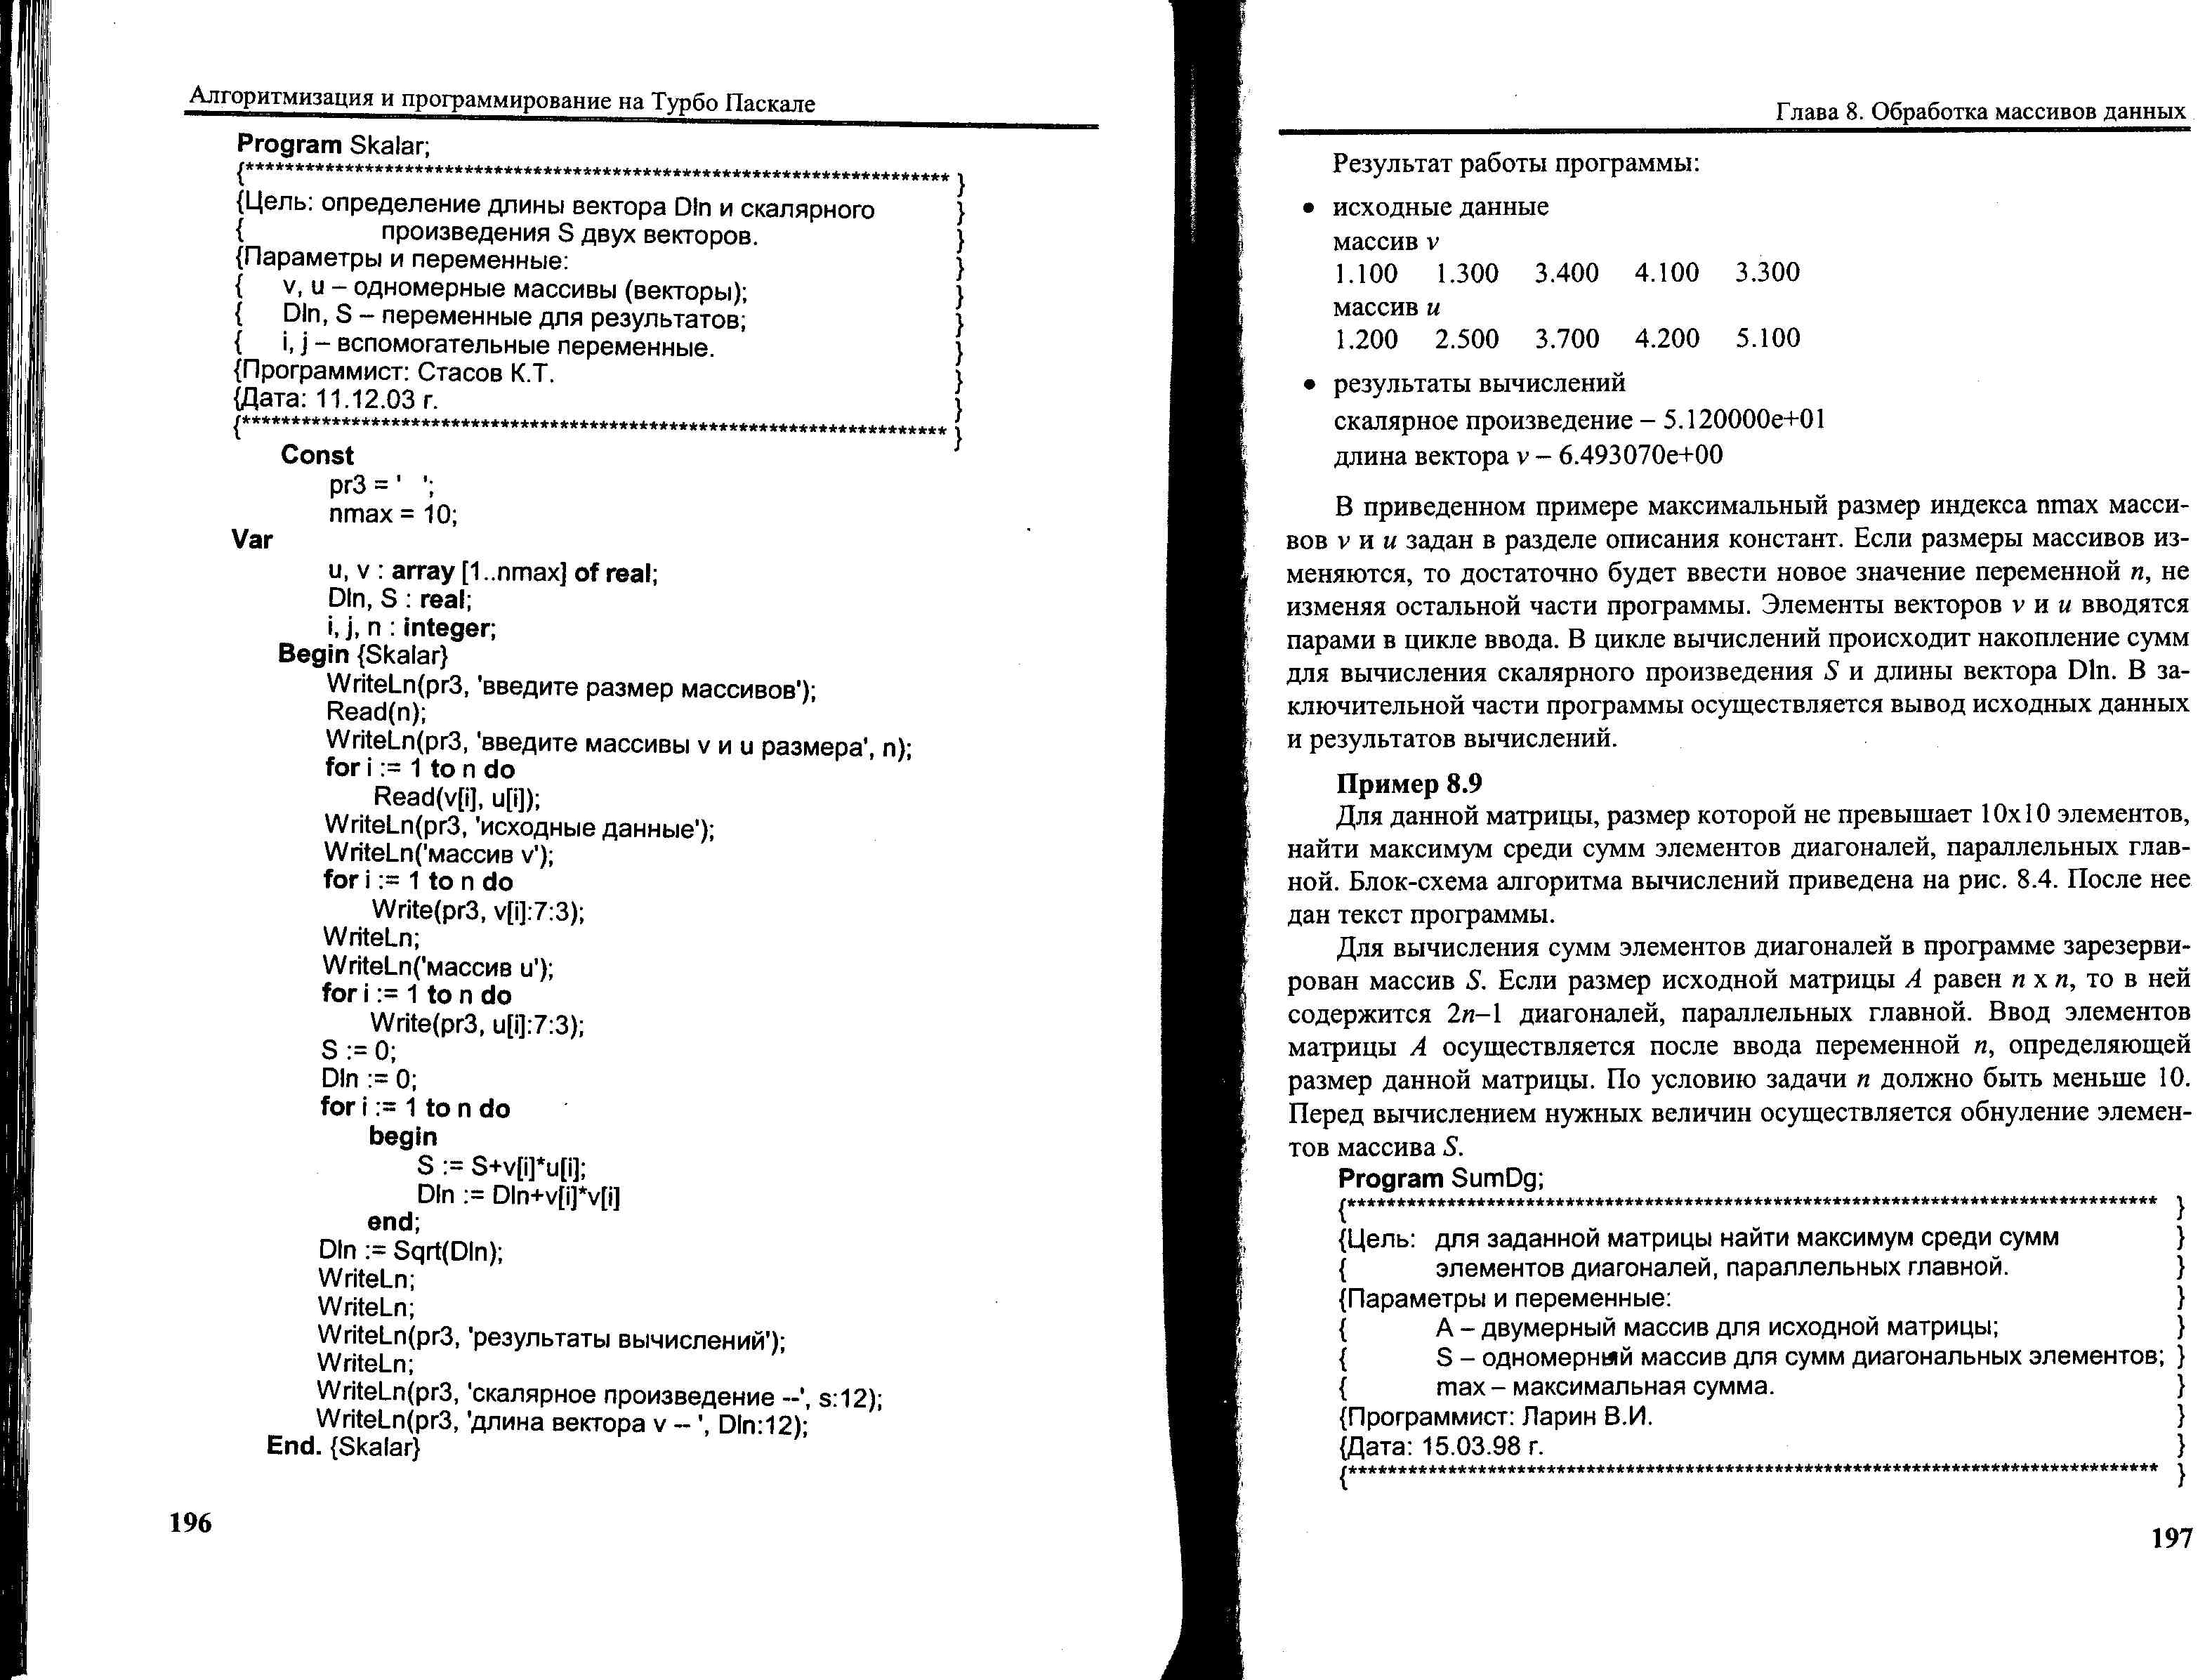 Алгоритмизация и программирование на Турбо Паскале
Program Skalar;
{*********************************************************************** }
{Цель: определение длины вектора Dln и скалярного }
{ произведения S двух векторов. }
{Параметры и переменные: }
{ v, u – одномерные массивы (векторы); }
{ Dln, S – переменные для результатов; }
{ i, j – вспомогательные переменные. }
{Программист: Стасов К.Т. }
{Дата: 11.12.03 г. }
{*********************************************************************** }
Const
pr3 = '   ';
nmax = 10;
Var
u, v : array [1..nmax] of real;
Dln, S : real;
i, j, n : integer;
Begin {Skalar}
WriteLn(pr3, 'введите размер массивов');
Read(n);
WriteLn(pr3, 'введите массивы v и u размера', n);
for i := 1 to n do
Read(v[i], u[i]);
WriteLn(pr3, 'исходные данные');
WriteLn('массив v');
for i := 1 to n do
Write(pr3, v[i]:7:3);
WriteLn;
WriteLn('массив u');
for i := 1 to n do
Write(pr3, u[i]:7:3);
S := 0;
Dln := 0;
for i := 1 to n do
begin
S := S+v[i]*u[i];
Dln := Dln+v[i]*v[i]
end;
Dln := Sqrt(Dln);
WriteLn;
WriteLn;
WriteLn(pr3, 'результаты вычислений');
WriteLn;
WriteLn(pr3, 'скалярное произведение --', s:12);
WriteLn(pr3, 'длина вектора v -- ', Dln:12);
End. {Skalar}
196
Глава 8. Обработка массивов данных
Результат работы программы:
• исходные данные
массив v
1.100 1.300 3.400 4.100 3.300
массив u
1.200 2.500 3.700 4.200 5.100
• результаты вычислений
скалярное произведение – 5.120000e+01
длина вектора v – 6.493070e+00
В приведенном примере максимальный размер индекса nmax масси-
вов v и u задан в разделе описания констант. Если размеры массивов из-
меняются, то достаточно будет ввести новое значение переменной n, не
изменяя остальной части программы. Элементы векторов v и u вводятся
парами в цикле ввода. В цикле вычислений происходит накопление сумм
для вычисления скалярного произведения S и длины вектора Dln. В за-
ключительной части программы осуществляется вывод исходных данных
и результатов вычислений.
Пример 8.9
Для данной матрицы, размер которой не превышает 10x10 элементов,
найти максимум среди сумм элементов диагоналей, параллельных глав-
ной. Блок-схема алгоритма вычислений приведена на рис. 8.4. После нее
дан текст программы.
Для вычисления сумм элементов диагоналей в программе зарезерви-
рован массив S. Если размер исходной матрицы A равен n x n, то в ней
содержится 2n–1 диагоналей, параллельных главной. Ввод элементов
матрицы A осуществляется после ввода переменной n, определяющей
размер данной матрицы. По условию задачи n должно быть меньше 10.
Перед вычислением нужных величин осуществляется обнуление элемен-
тов массива S.
Program SumDg;
{********************************************************************************** }
{Цель: для заданной матрицы найти максимум среди сумм }
{ элементов диагоналей, параллельных главной. }
{Параметры и переменные: }
{ A – двумерный массив для исходной матрицы; }
{ S – одномерный массив для сумм диагональных элементов; }
{ max – максимальная сумма. }
{Программист: Ларин В.И. }
{Дата: 15.03.98 г. }
{********************************************************************************** }
197